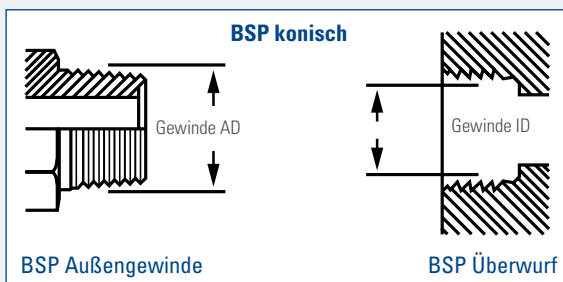 BSP konisch
Gewinde AD
Gewinde ID
BSP Außengewinde
BSP Überwurf